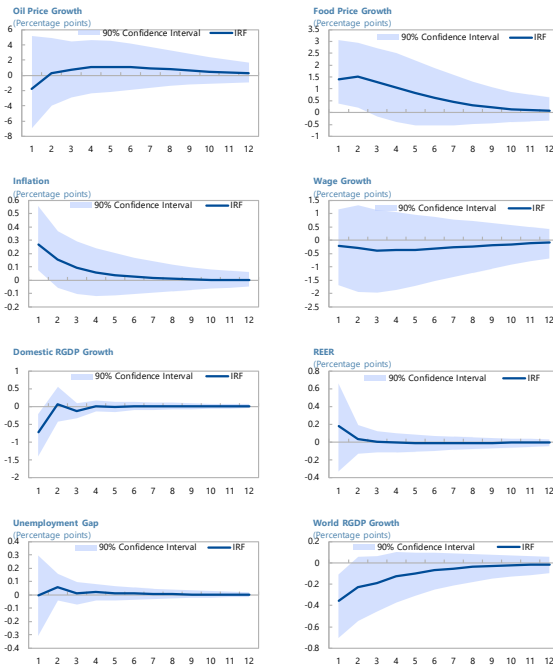 Oil Price Growth
(Percentage points)
90% Confidence Interval IRF
6
4
2
0
-2
-4
-6
-8
1 2 3 4 5 6 7 8 9 10 11 12
Food Price Growth
(Percentage points)
90% Confidence Interval IRF
3.5
3
2.5
2
1.5
1
0.5
0
-0.5
-1
1 2 3 4 5 6 7 8 9 10 11 12
Inflation
(Percentage points)
90% Confidence Interval IRF
0.6
0.5
0.4
0.3
0.2
0.1
0
-0.1
-0.2
1 2 3 4 5 6 7 8 9 10 11 12
Wage Growth
(Percentage points)
90% Confidence Interval IRF
1.5
1
0.5
0
-0.5
-1
-1.5
-2
-2.5
1 2 3 4 5 6 7 8 9 10 11 12
Domestic RGDP Growth
90% Confidence Interval IRF
1
0.5
0
-0.5
-1
-1.5
-2
1 2 3 4 5 6 7 8 9 10 11 12
REER
(Percentage points)
90% Confidence Interval IRF
0.8
0.6
0.4
0.2
0
-0.2
-0.4
1 2 3 4 5 6 7 8 9 10 11 12
Unemployment Gap
(Percentage points)
90% Confidence Interval IRF
0.4
0.3
0.2
0.1
0
-0.1
-0.2
-0.3
-0.4
1 2 3 4 5 6 7 8 9 10 11 12
World RGDP Growth
(Percentage points)
90% Confidence Interval IRF
0.2
0
-0.2
-0.4
-0.6
-0.8
1 2 3 4 5 6 7 8 9 10 11 12